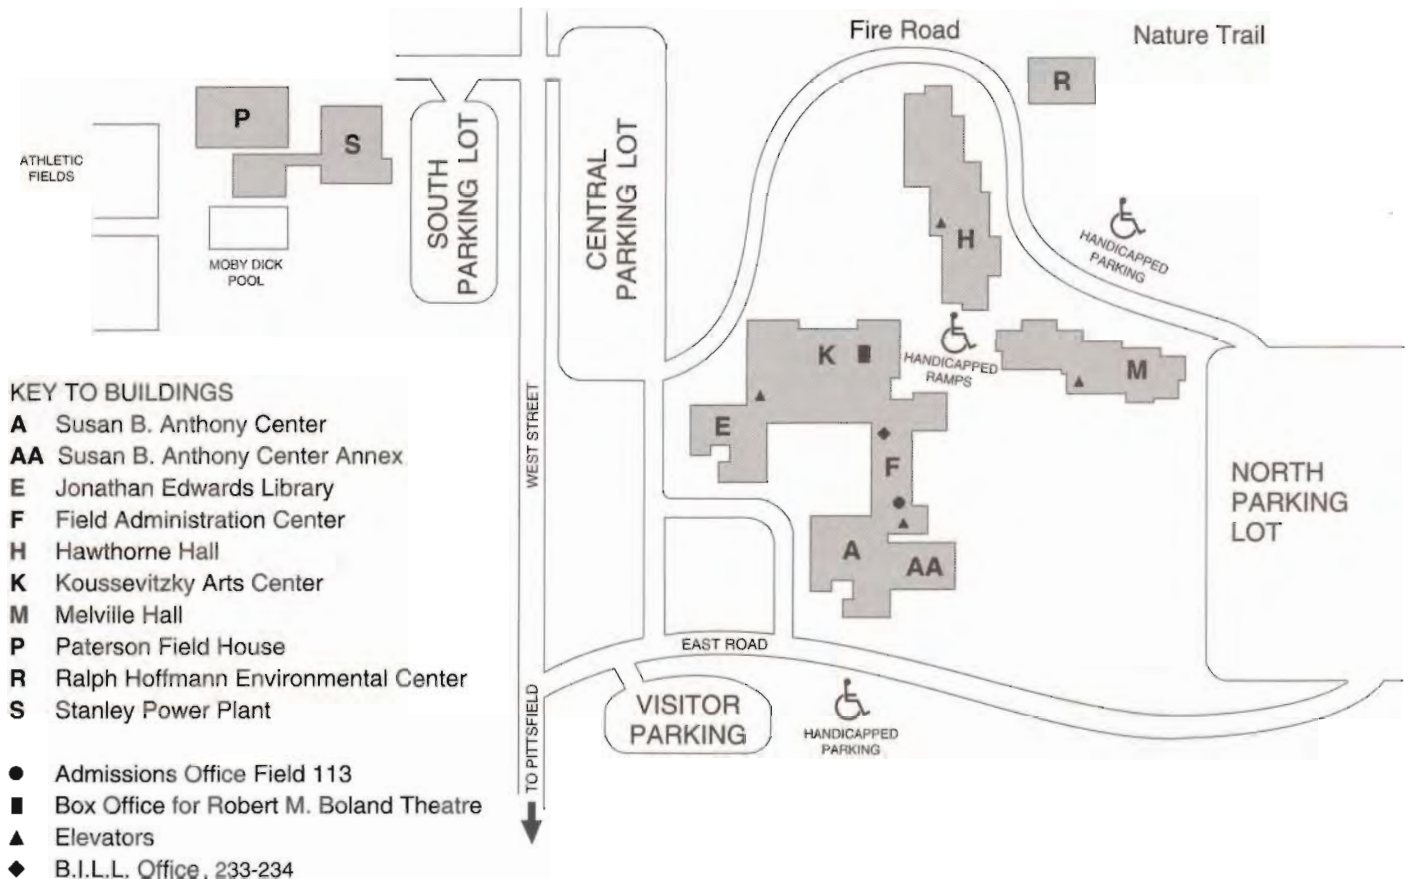 Fire Road
Nature Trail
R
P
S
ATHLETIC
FIELDS
SOUTH
PARKING LOT
CENTRAL
PARKING LOT
H
HANDICAPPED
PARKING
MOBY DICK
POOL
K
HANDICAPPED
RAMPS
M
E
F
WEST STREET
NORTH
PARKING
LOT
A
AA
EAST ROAD
TO PITTSFIELD
VISITOR
PARKING
HANDICAPPED
PARKING
KEY TO BUILDINGS
A Susan B. Anthony Center
AA Susan B. Anthony Center Annex
E Jonathan Edwards Library
F Field Administration Center
H Hawthorne Hall
K Koussevitzky Arts Center
M Melville Hall
P Paterson Field House
R Ralph Hoffmann Environmental Center
S Stanley Power Plant
● Admissions Office Field 113
■ Box Office for Robert M. Boland Theatre
▲ Elevators
◆ B.I.L.L. Office, 233-234